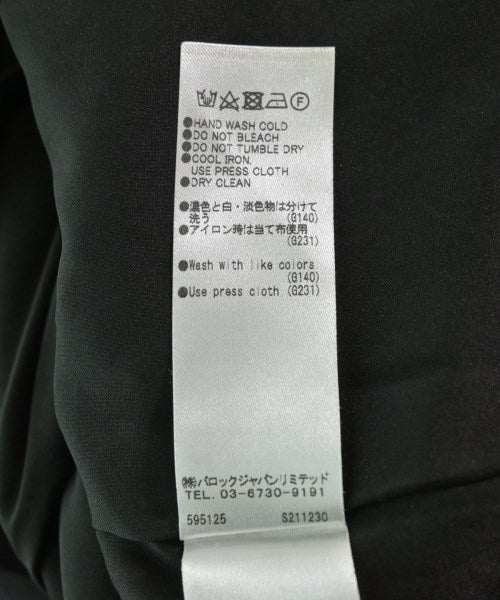 ●HAND WASH COLD
●DO NOT BLEACH
●DO NOT TUMBLE DRY
●COOL IRON.
USE PRESS CLOTH
●DRY CLEAN
●濃色と白・淡色物は分けて
洗う (G140)
●アイロン時は当て布使用
(G231)
●Wash with like colors
(G140)
●Use press cloth (G231)
㈱バロックジャパンリミテッド
TEL. 03-6730-9191
595125 S211230